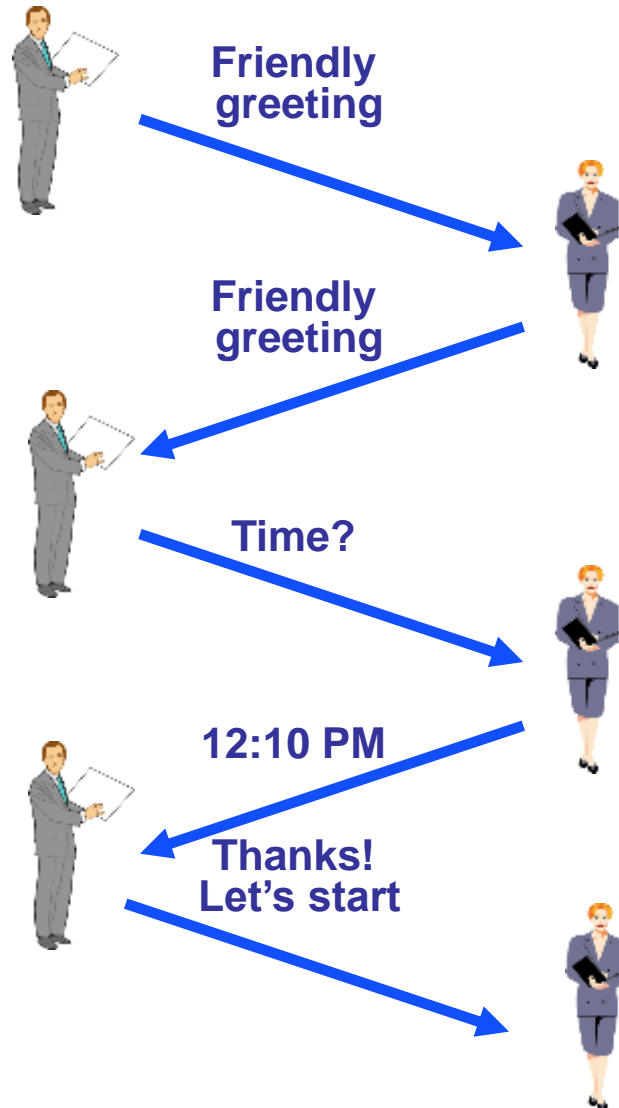 Friendly
greeting
Friendly
greeting
Time?
12:10 PM
Thanks!
Let’s start